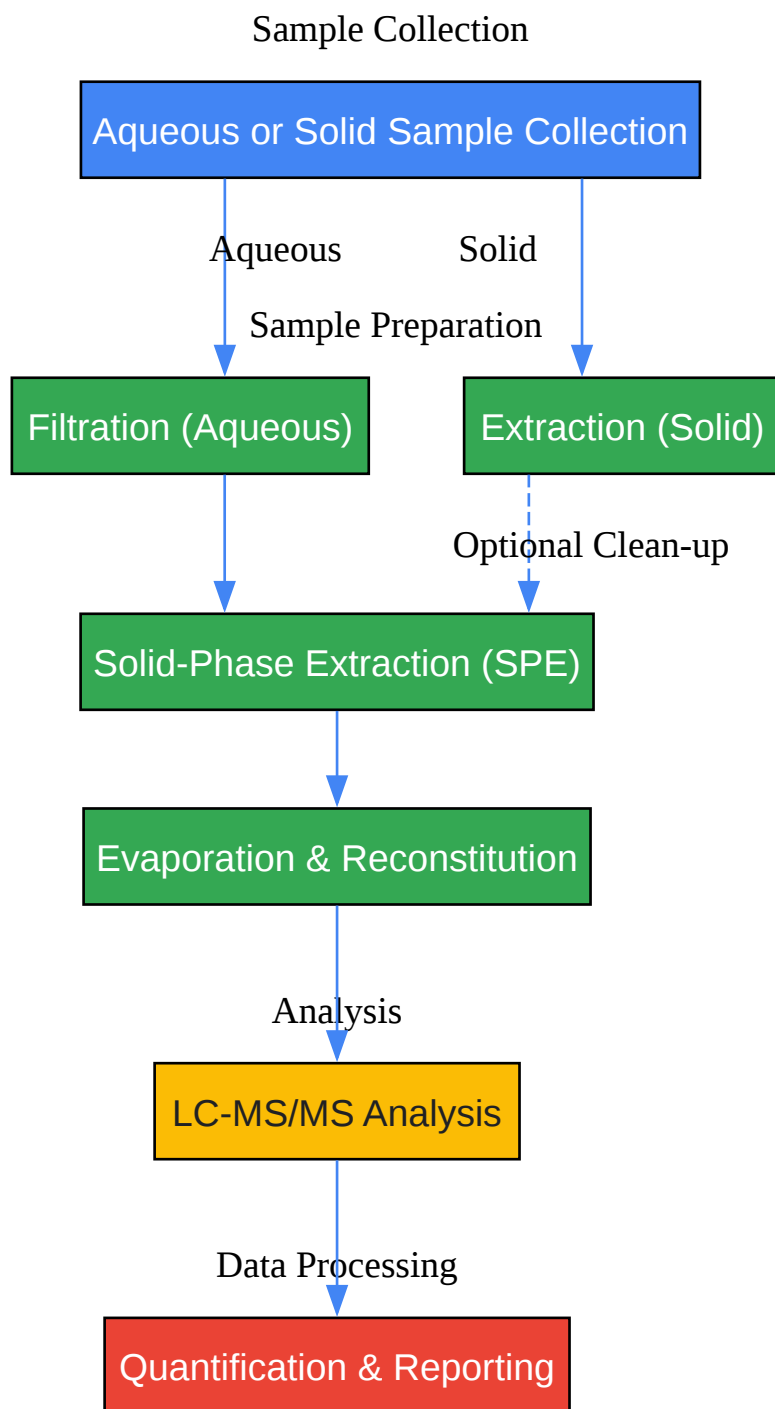 Sample Collection
Aqueous or Solid Sample Collection
Aqueous
Solid
Sample Preparation
Filtration (Aqueous)
Extraction (Solid)
Optional Clean-up
Solid-Phase Extraction (SPE)
Evaporation & Reconstitution
Analysis
LC-MS/MS Analysis
Data Processing
Quantification & Reporting